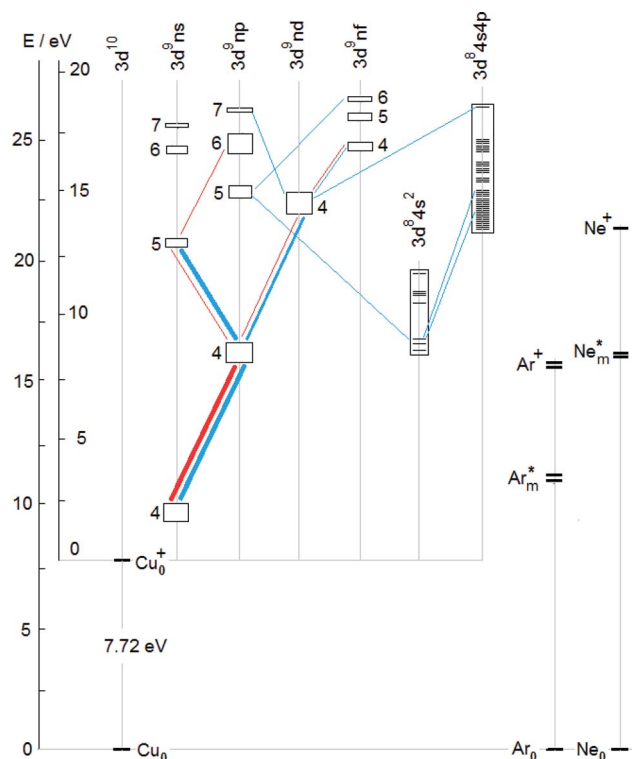 E / eV
3d¹⁰
3d⁹ns
3d⁹np
3d⁹nd
3d⁹nf
3d⁸4s4p
20
25
7
7
6
5
6
6
4
15
5
4
3d⁸4s²
Ne⁺
5
20
10
4
Ar⁺
Ne*ₘ
15
5
Ar*ₘ
10
4
0
Cu₀⁺
5
7.72 eV
0
Cu₀
Ar₀
Ne₀